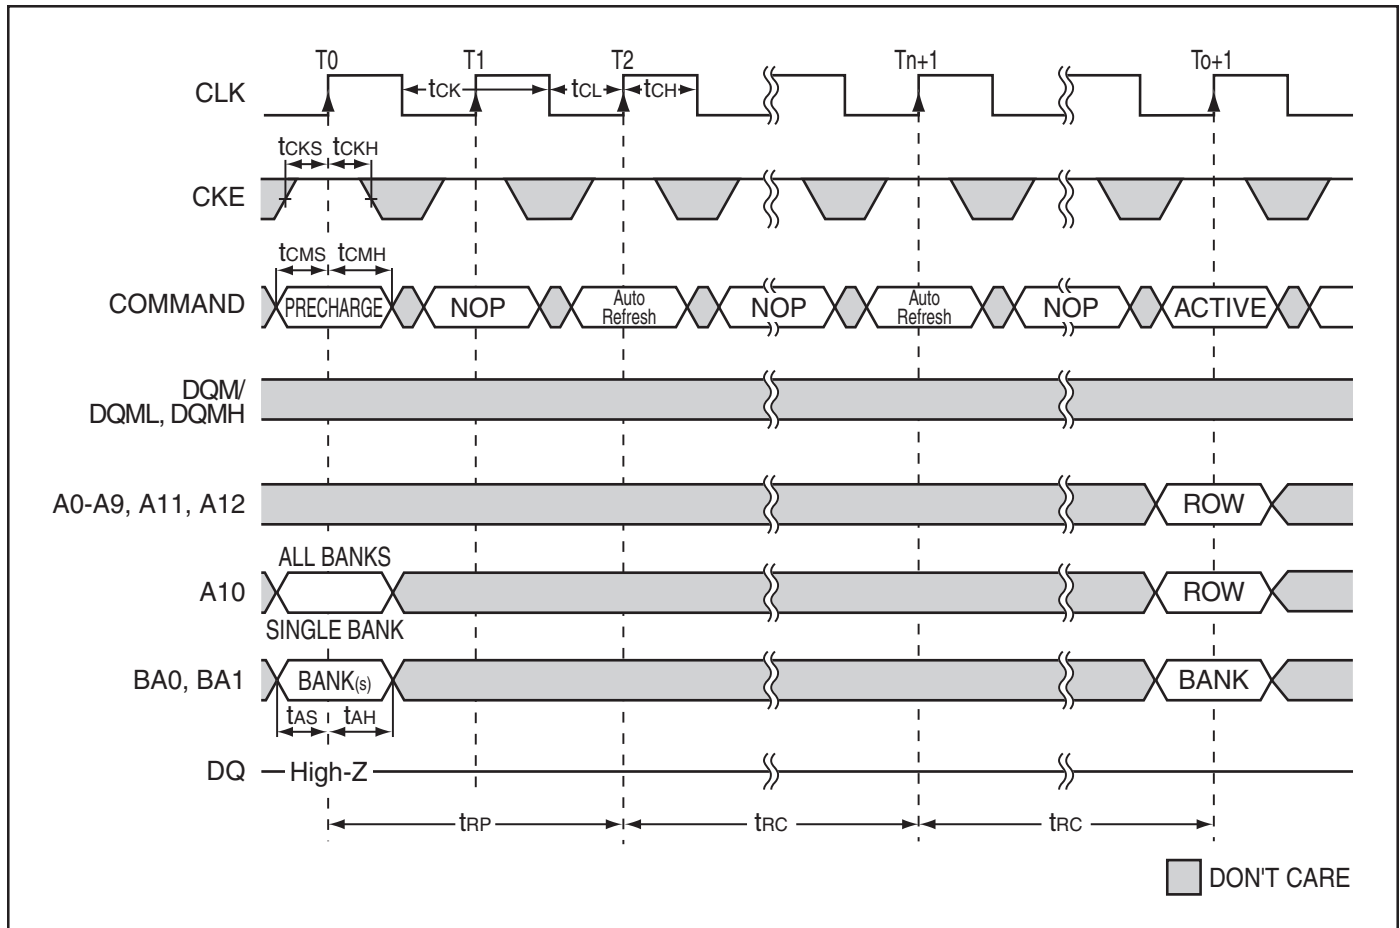 T0 T1 T2 Tn+1 To+1
CLK tCK tCL tCH
tCKS tCKH
CKE
tCMS tCMH
COMMAND PRECHARGE NOP Auto Refresh NOP Auto Refresh NOP ACTIVE
DQM/
DQML, DQMH
A0-A9, A11, A12 ROW
ALL BANKS
A10 ROW
SINGLE BANK
BA0, BA1 BANK(s) BANK
tAS tAH
DQ High-Z
tRP tRC tRC
DON'T CARE